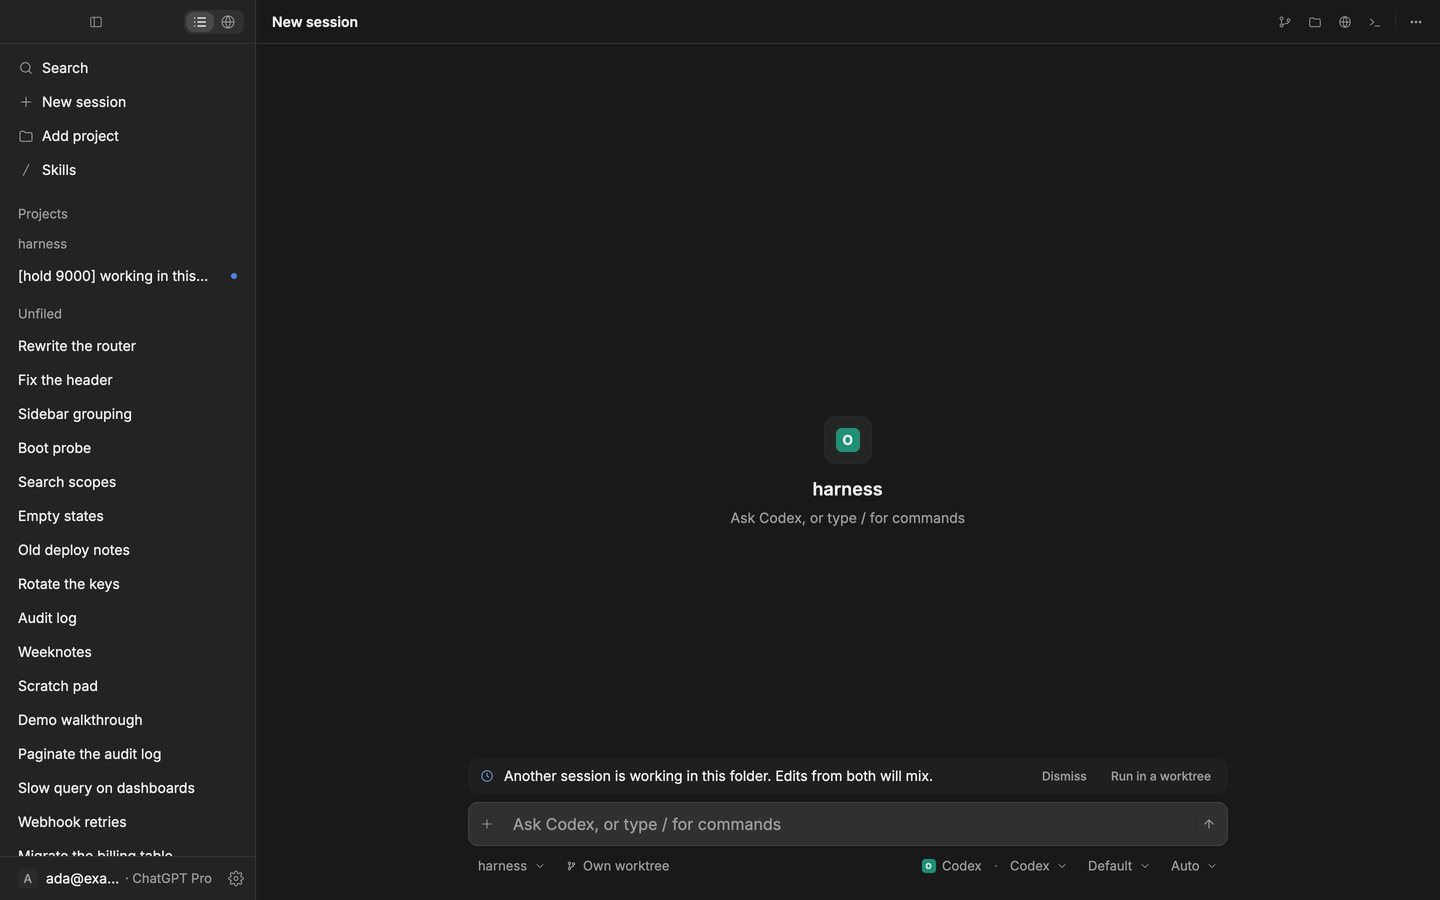 New session
Search
New session
Add project
Skills
Projects
harness
[hold 9000] working in this...
Unfiled
Rewrite the router
Fix the header
Sidebar grouping
Boot probe
Search scopes
Empty states
Old deploy notes
Rotate the keys
Audit log
Weeknotes
Scratch pad
Demo walkthrough
Paginate the audit log
Slow query on dashboards
Webhook retries
Migrate the billing table
A ada@exa... · ChatGPT Pro
O
harness
Ask Codex, or type / for commands
Another session is working in this folder. Edits from both will mix. Dismiss Run in a worktree
Ask Codex, or type / for commands
harness Own worktree O Codex · Codex Default Auto